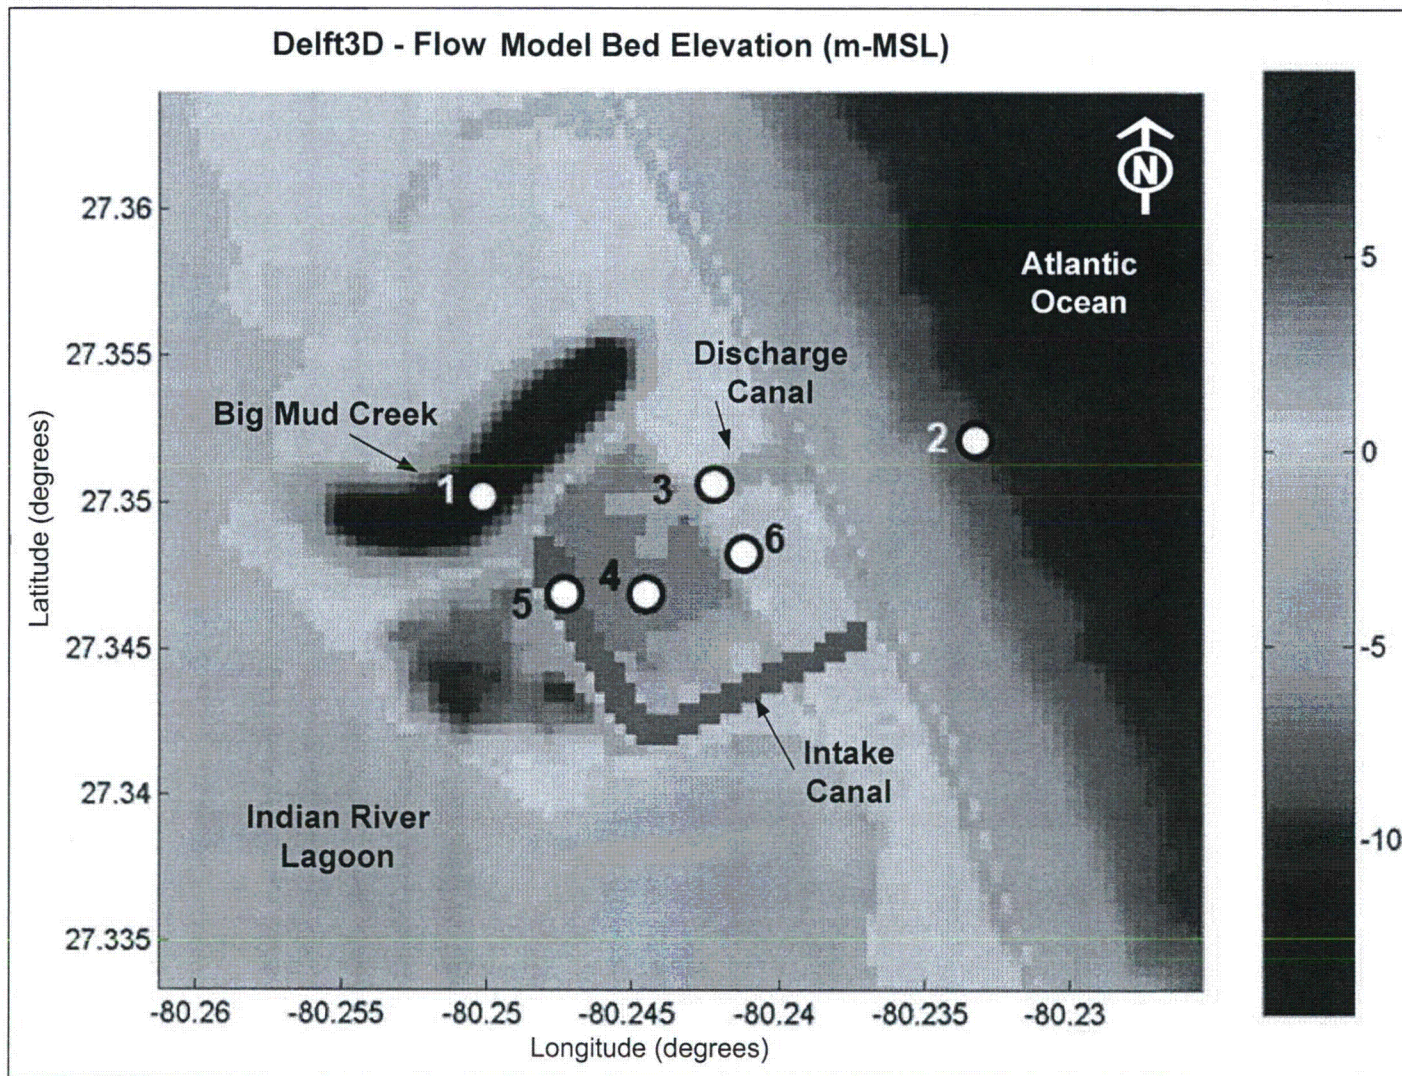 Delft3D - Flow Model Bed Elevation (m-MSL)
N
Atlantic
Ocean
Discharge
Canal
Big Mud Creek
1
2
3
6
4
5
Intake
Canal
Indian River
Lagoon
Latitude (degrees)
27.36
27.355
27.35
27.345
27.34
27.335
-80.26
-80.255
-80.25
-80.245
-80.24
-80.235
-80.23
Longitude (degrees)
5
0
-5
-10